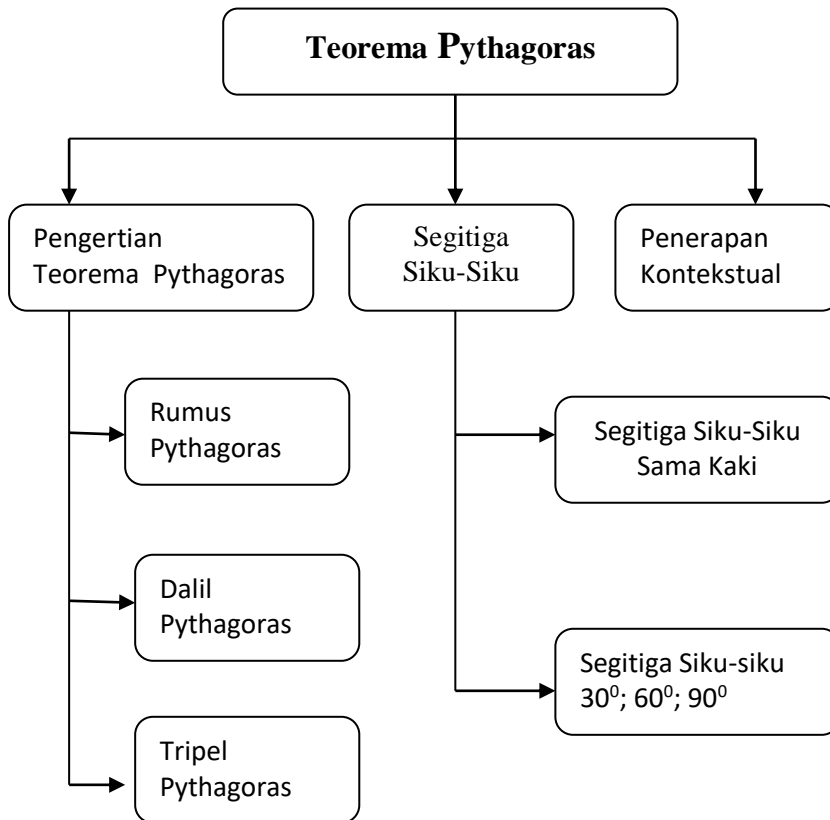 Teorema Pythagoras
Pengertian
Teorema Pythagoras
Segitiga
Siku-Siku
Penerapan
Kontekstual
Rumus
Pythagoras
Segitiga Siku-Siku
Sama Kaki
Dalil
Pythagoras
Segitiga Siku-siku
30⁰; 60⁰; 90⁰
Tripel
Pythagoras